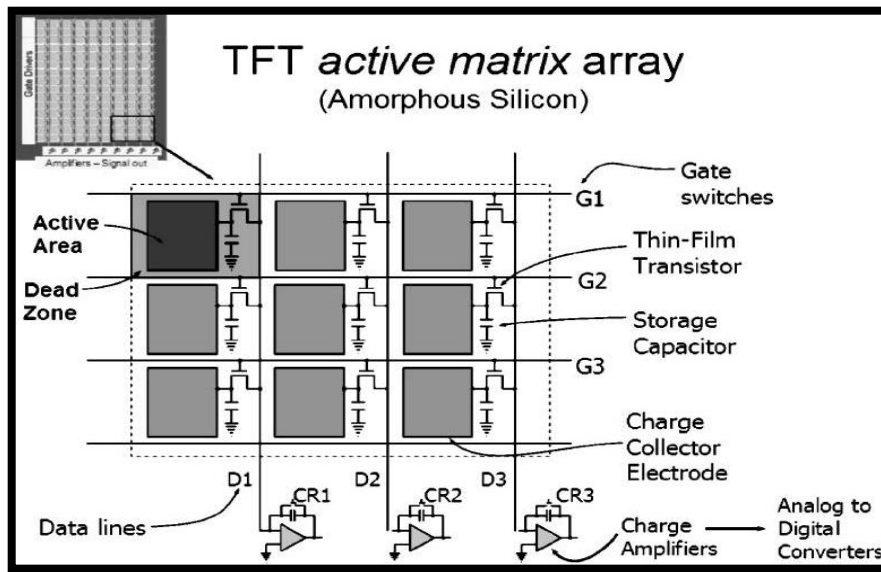 TFT active matrix array
(Amorphous Silicon)
Gate Drivers
Amplifiers – Signal out
Gate
switches
G1
Active
Area
Thin-Film
Transistor
G2
Dead
Zone
Storage
Capacitor
G3
Charge
Collector
Electrode
D1
D2
D3
CR1
CR2
CR3
Data lines
Charge
Amplifiers
Analog to
Digital
Converters